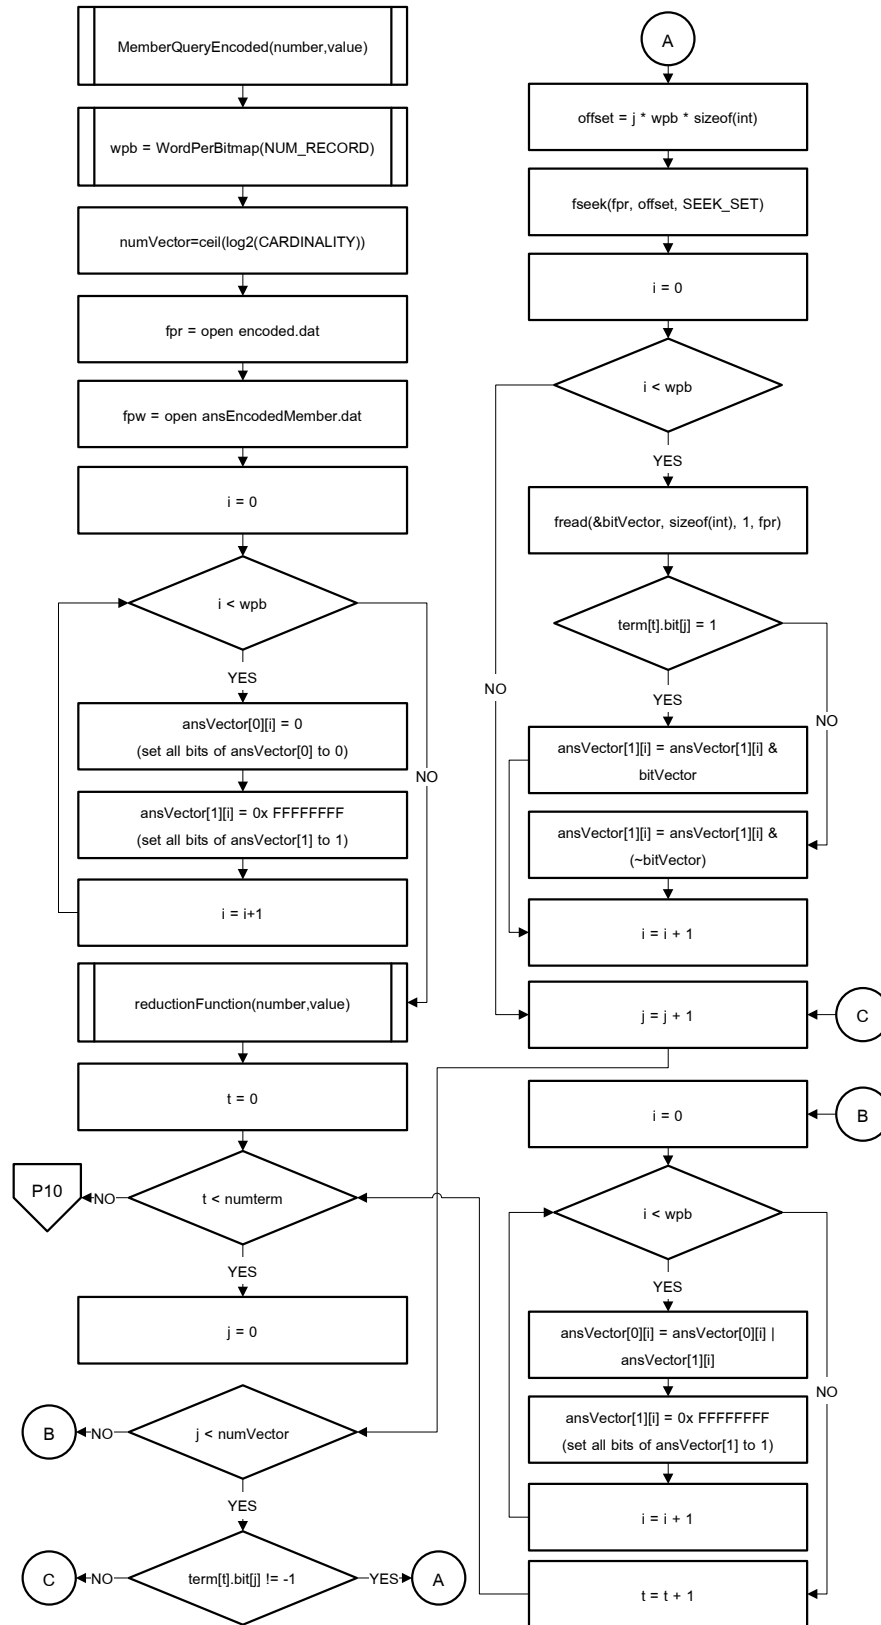 MemberQueryEncoded(number,value)
wpb = WordPerBitmap(NUM_RECORD)
numVector=ceil(log2(CARDINALITY))
fpr = open encoded.dat
fpw = open ansEncodedMember.dat
i = 0
i < wpb
YES
NO
ansVector[0][i] = 0
(set all bits of ansVector[0] to 0)
ansVector[1][i] = 0x FFFFFFFF
(set all bits of ansVector[1] to 1)
i = i+1
reductionFunction(number,value)
t = 0
t < numterm
NO
P10
YES
j = 0
j < numVector
NO
B
YES
term[t].bit[j] != -1
NO
C
YES
A
A
offset = j * wpb * sizeof(int)
fseek(fpr, offset, SEEK_SET)
i = 0
i < wpb
YES
NO
fread(&bitVector, sizeof(int), 1, fpr)
term[t].bit[j] = 1
YES
NO
ansVector[1][i] = ansVector[1][i] &
bitVector
ansVector[1][i] = ansVector[1][i] &
(~bitVector)
i = i + 1
j = j + 1
C
i = 0
B
i < wpb
YES
NO
ansVector[0][i] = ansVector[0][i] |
ansVector[1][i]
ansVector[1][i] = 0x FFFFFFFF
(set all bits of ansVector[1] to 1)
i = i + 1
t = t + 1